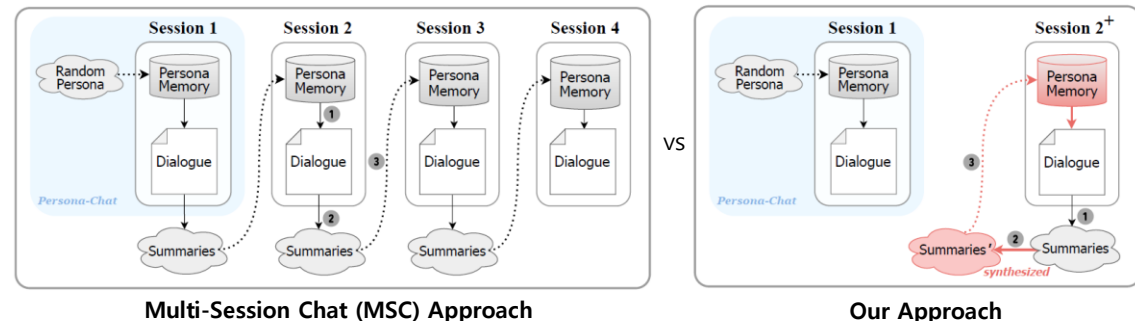 Session 1
Session 2
Session 3
Session 4
Random
Persona
Persona
Memory
Persona
Memory
Persona
Memory
Persona
Memory
1
Dialogue
Dialogue
Dialogue
Dialogue
3
Persona-Chat
2
Summaries
Summaries
Summaries
Multi-Session Chat (MSC) Approach
VS
Session 1
Session 2+
Random
Persona
Persona
Memory
Persona
Memory
Dialogue
Dialogue
3
Persona-Chat
1
Summaries'
2
Summaries
synthesized
Our Approach